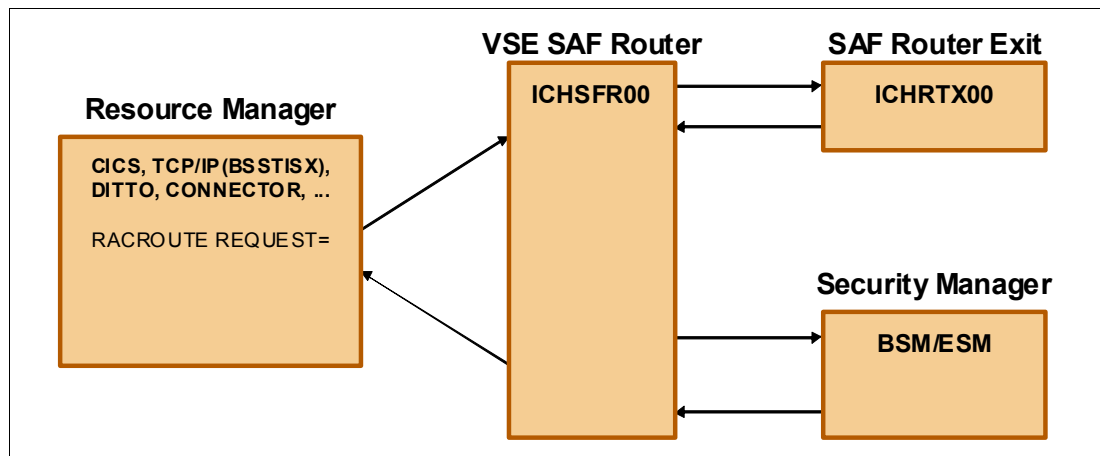 VSE SAF Router
SAF Router Exit
ICHSFR00
ICHRTX00
Resource Manager
CICS, TCP/IP(BSSTISX),
DITTO, CONNECTOR, ...
RACROUTE REQUEST=
Security Manager
BSM/ESM